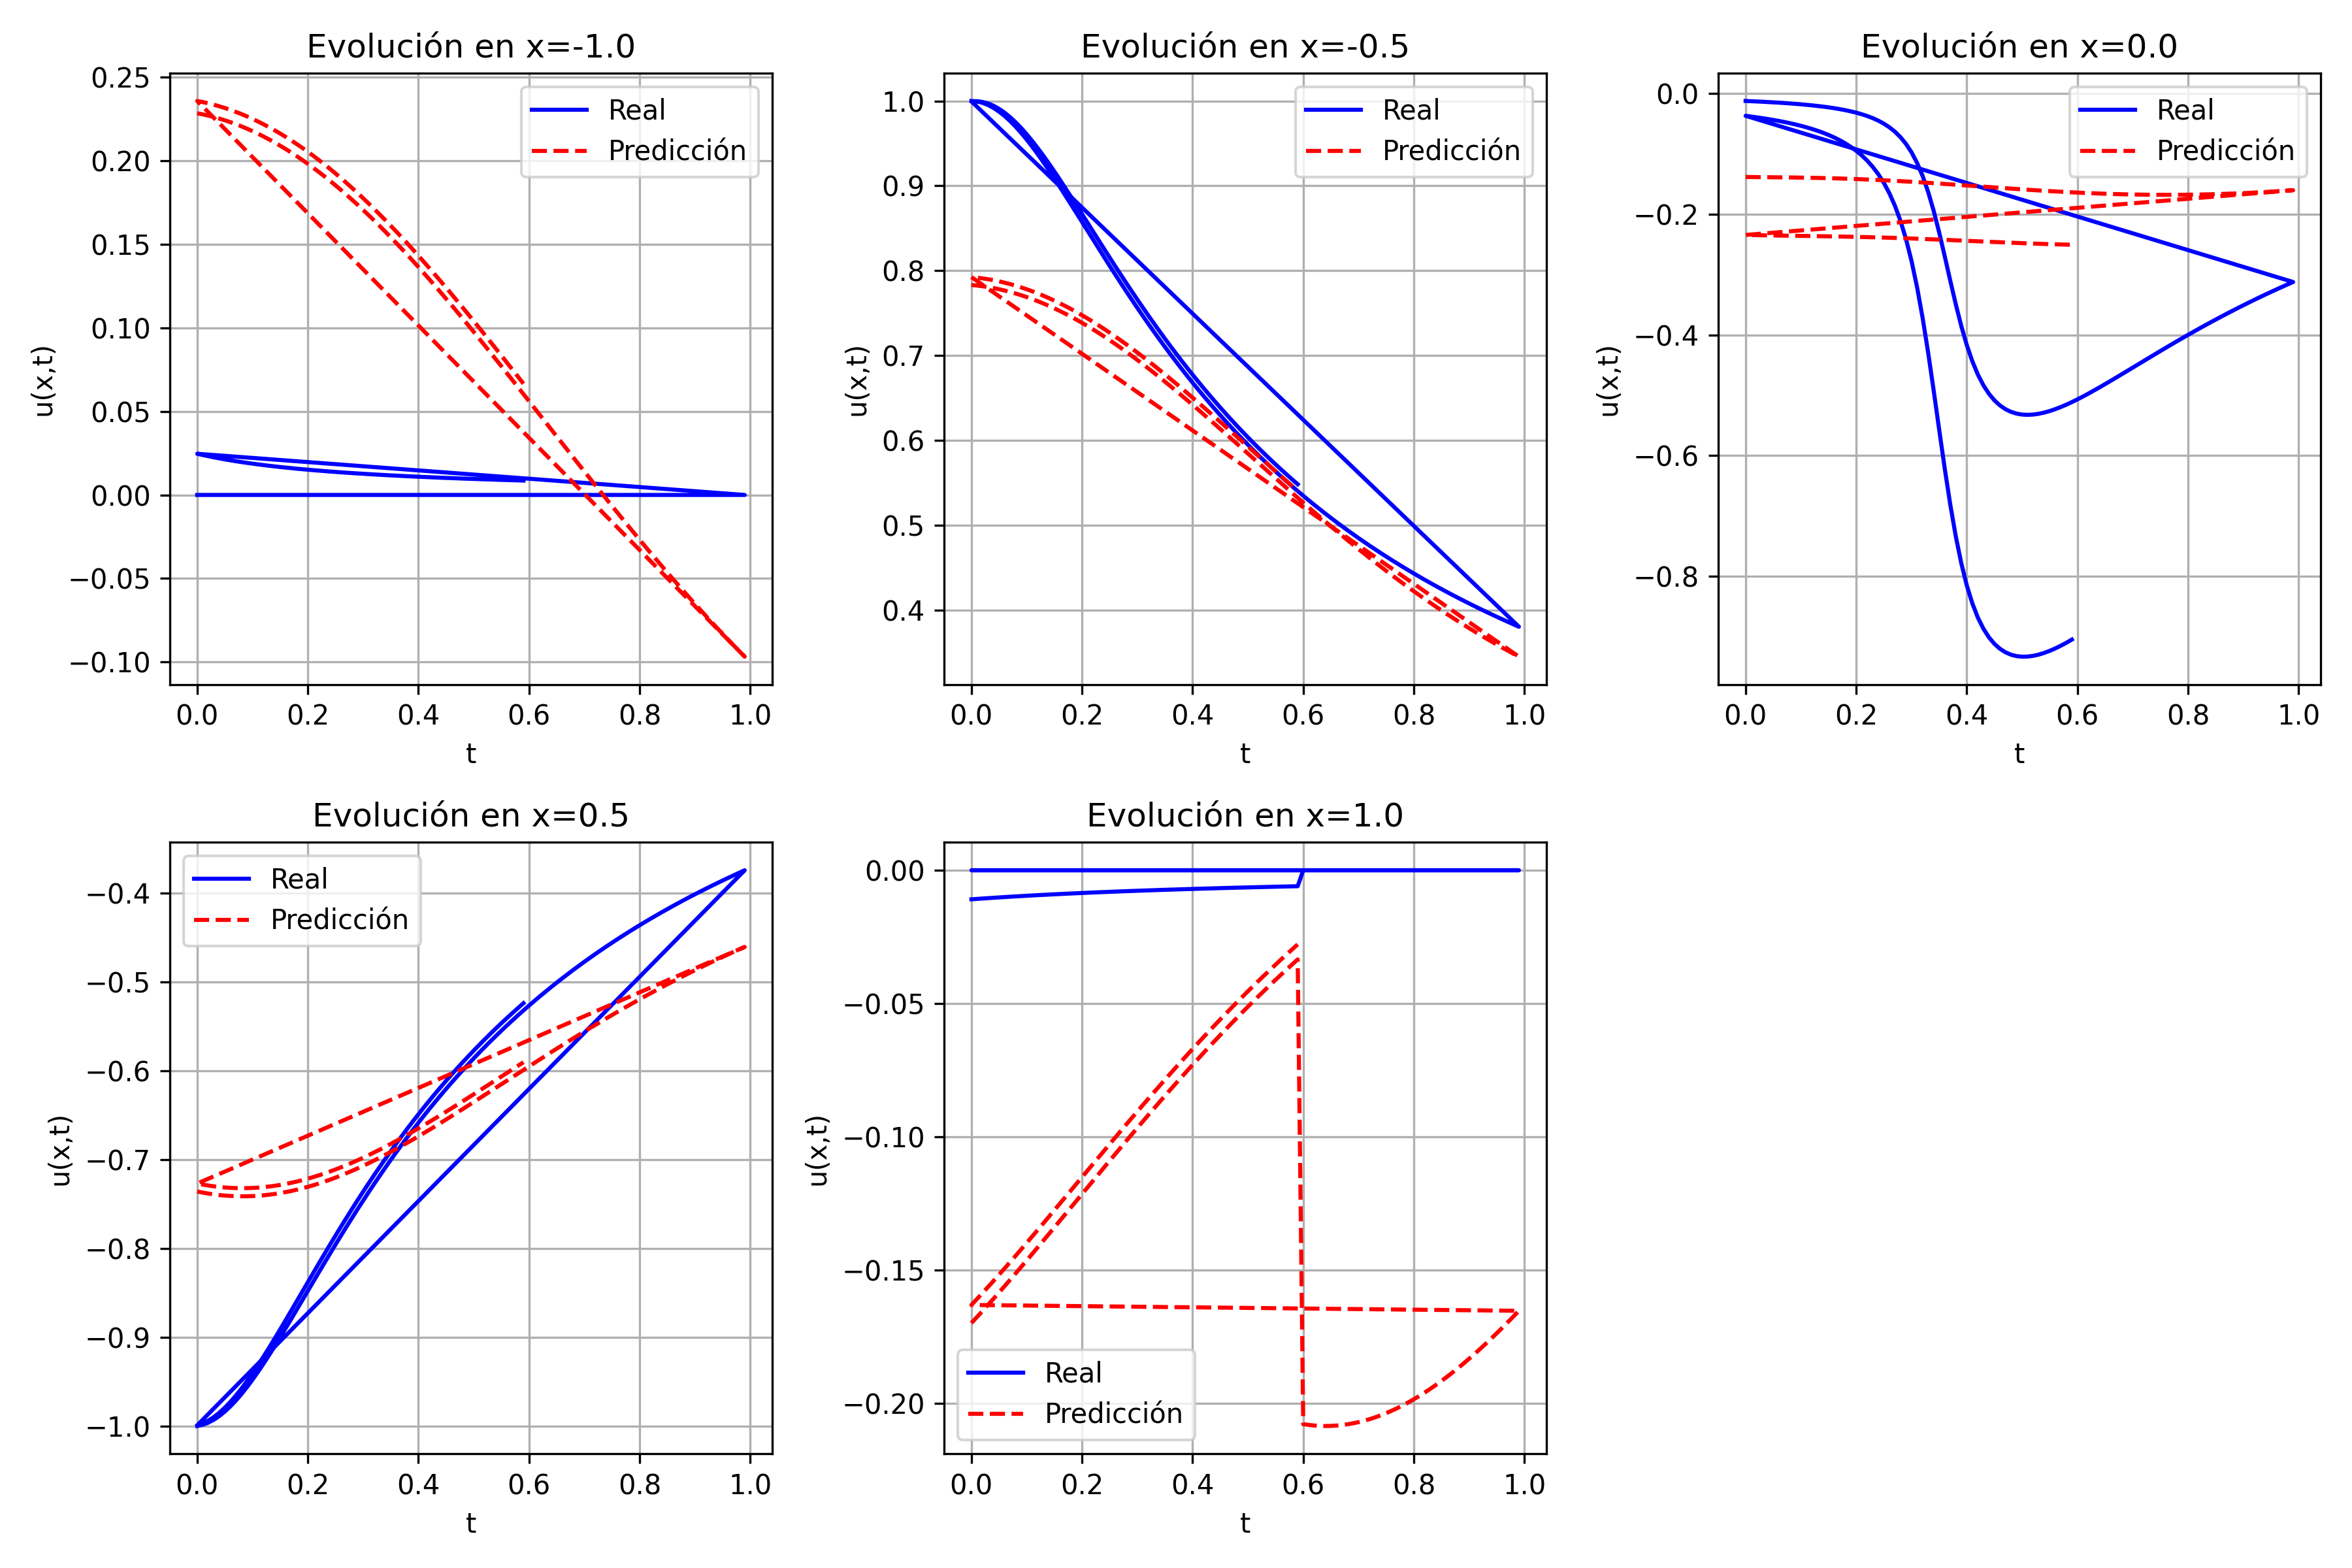 Evolución en x=-1.0
0.25
0.20
0.15
0.10
0.05
0.00
−0.05
−0.10
u(x,t)
Real
Predicción
0.0 0.2 0.4 0.6 0.8 1.0
t
Evolución en x=-0.5
1.0
0.9
0.8
0.7
0.6
0.5
0.4
u(x,t)
Real
Predicción
0.0 0.2 0.4 0.6 0.8 1.0
t
Evolución en x=0.0
0.0
−0.2
−0.4
−0.6
−0.8
u(x,t)
Real
Predicción
0.0 0.2 0.4 0.6 0.8 1.0
t
Evolución en x=0.5
−0.4
−0.5
−0.6
−0.7
−0.8
−0.9
−1.0
u(x,t)
Real
Predicción
0.0 0.2 0.4 0.6 0.8 1.0
t
Evolución en x=1.0
0.00
−0.05
−0.10
−0.15
−0.20
u(x,t)
Real
Predicción
0.0 0.2 0.4 0.6 0.8 1.0
t